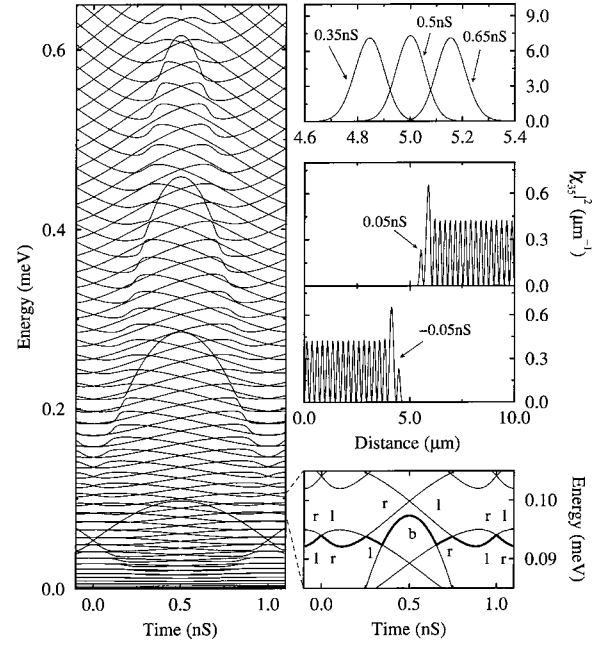 0.6
0.4
0.2
0.0
Energy (meV)
0.0
0.5
1.0
Time (nS)
0.35nS
0.5nS
0.65nS
9.0
6.0
3.0
0.0
4.6
4.8
5.0
5.2
5.4
|χ35|² (μm⁻¹)
0.05nS
0.6
0.3
0.0
−0.05nS
0.6
0.3
0.0
0.0
5.0
10.0
Distance (μm)
r
l
r
l
r
l
l
r
l
b
r
l
r
0.10
0.09
Energy (meV)
0.0
0.5
1.0
Time (nS)